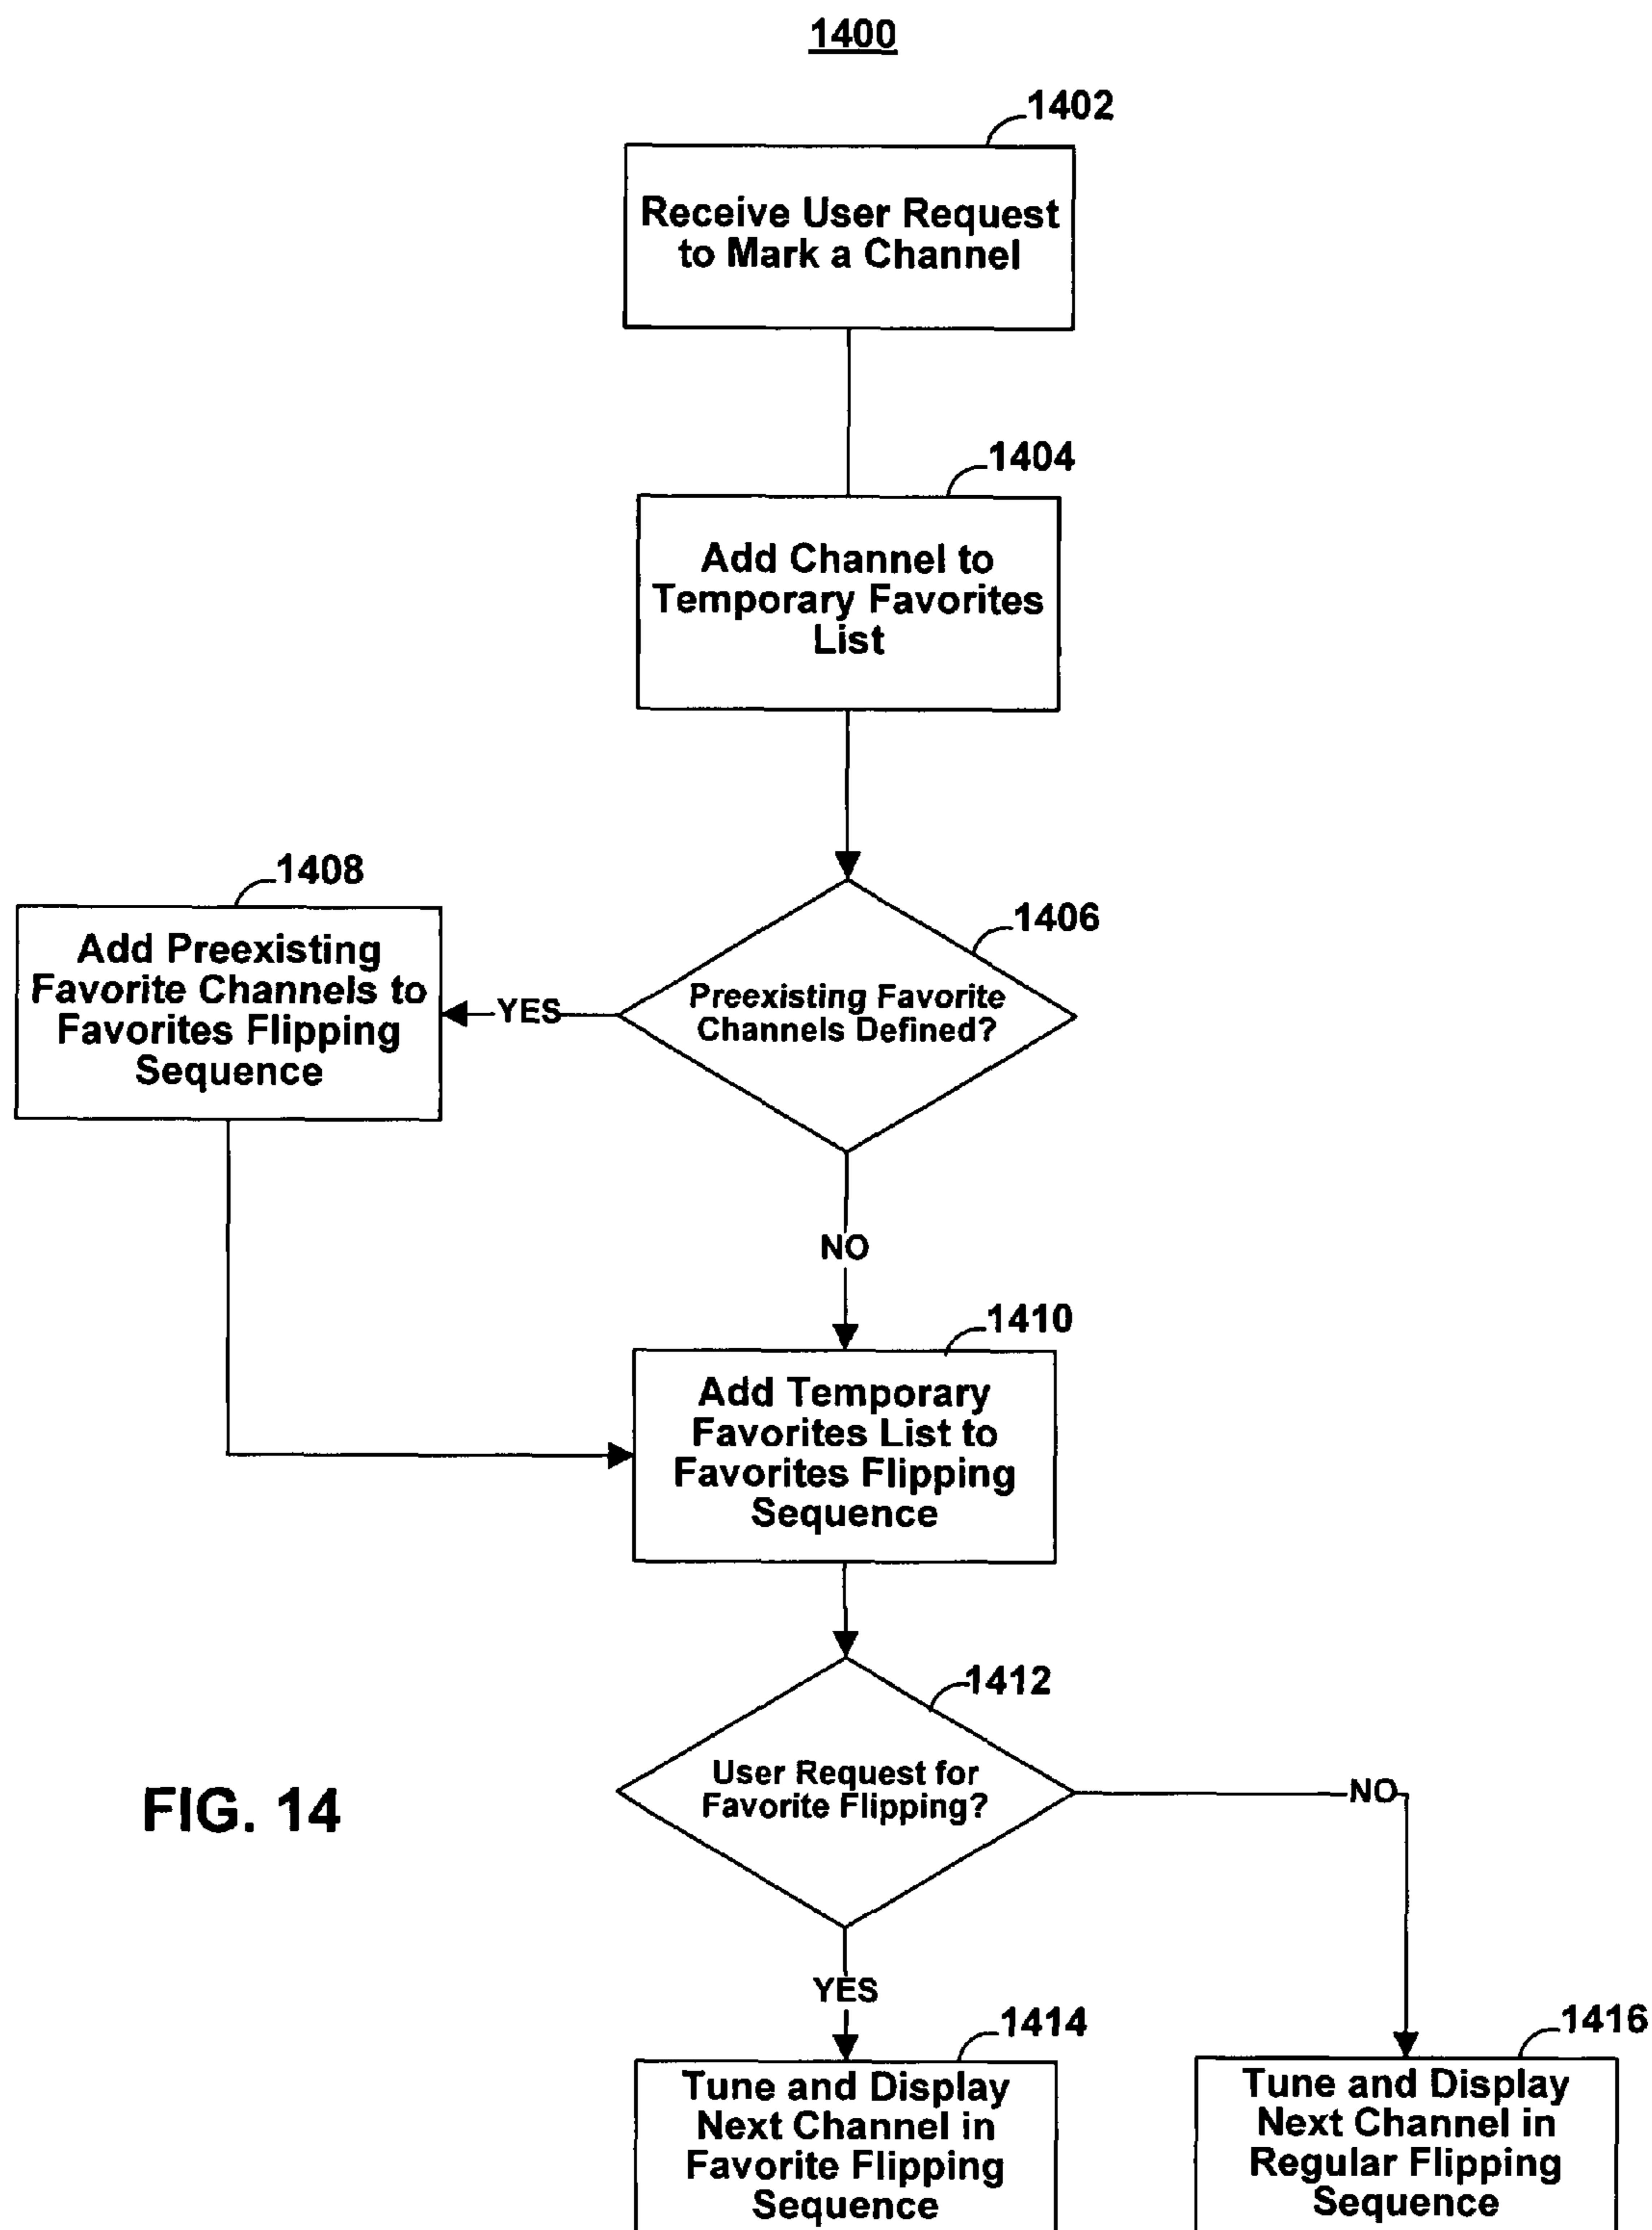 1400
1402
Receive User Request
to Mark a Channel
1404
Add Channel to
Temporary Favorites
List
1408
Add Preexisting
Favorite Channels to
Favorites Flipping
Sequence
YES
1406
Preexisting Favorite
Channels Defined?
NO
1410
Add Temporary
Favorites List to
Favorites Flipping
Sequence
1412
User Request for
Favorite Flipping?
NO
FIG. 14
YES
1414
Tune and Display
Next Channel in
Favorite Flipping
Sequence
1416
Tune and Display
Next Channel in
Regular Flipping
Sequence